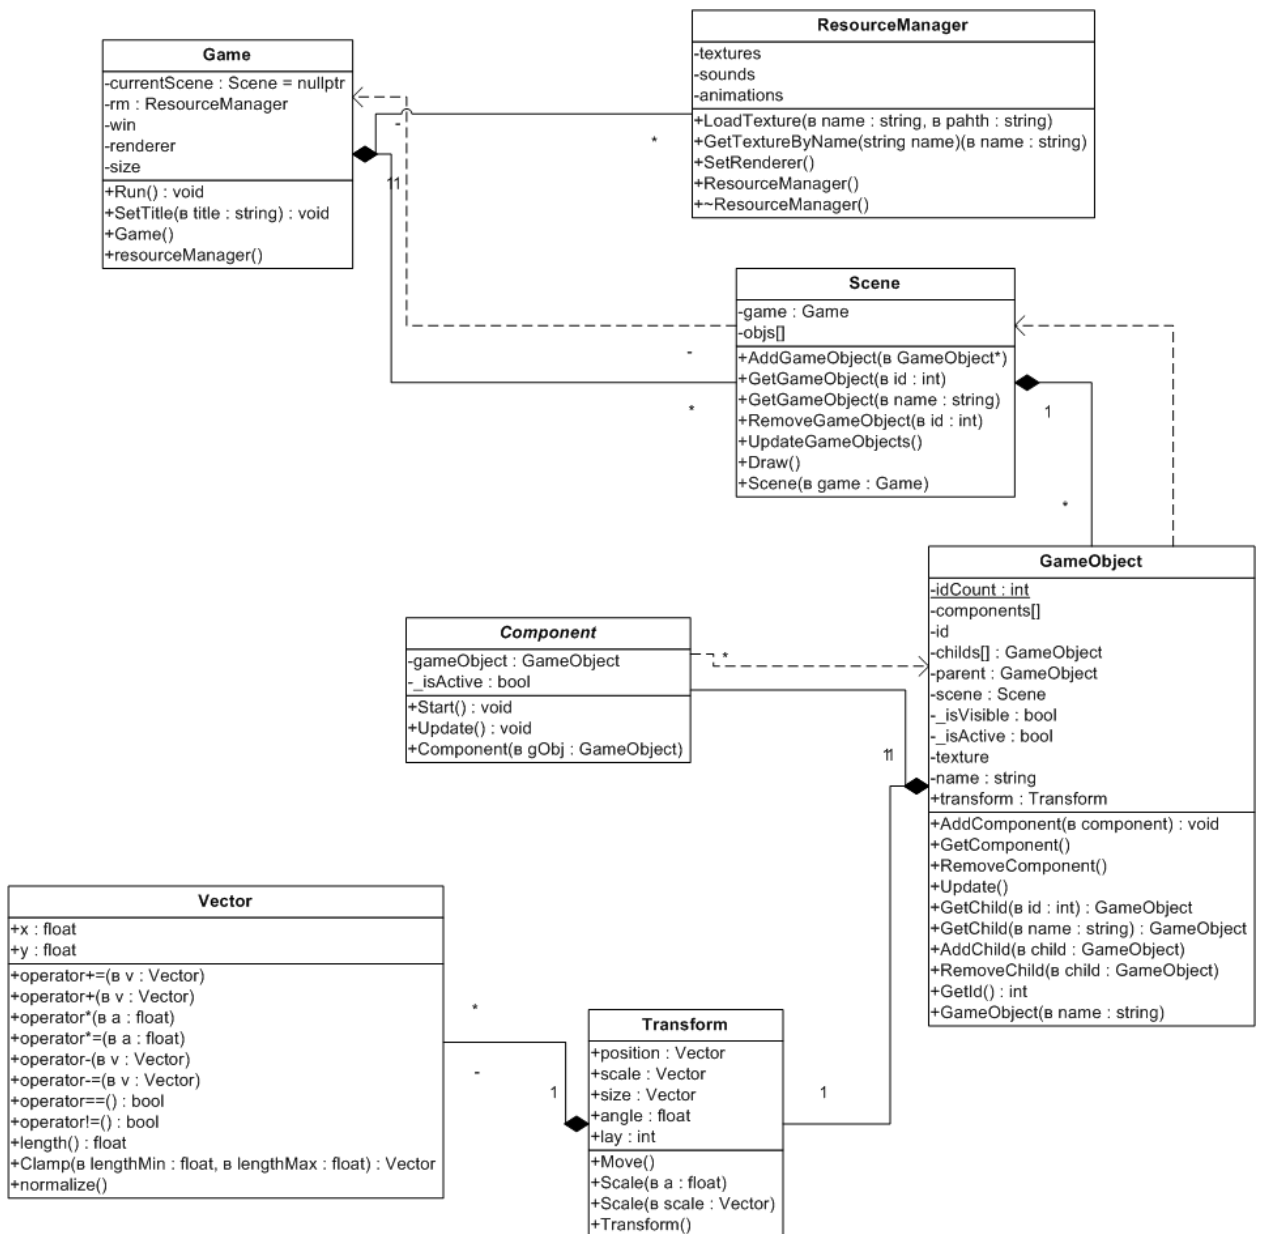 Game
-currentScene : Scene = nullptr
-rm : ResourceManager
-win
-renderer
-size
+Run() : void
+SetTitle(в title : string) : void
+Game()
+resourceManager()
-
*
11
ResourceManager
-textures
-sounds
-animations
+LoadTexture(в name : string, в pahth : string)
+GetTextureByName(string name)(в name : string)
+SetRenderer()
+ResourceManager()
+~ResourceManager()
Scene
-game : Game
-objs[]
+AddGameObject(в GameObject*)
+GetGameObject(в id : int)
+GetGameObject(в name : string)
+RemoveGameObject(в id : int)
+UpdateGameObjects()
+Draw()
+Scene(в game : Game)
-
*
1
*
GameObject
-idCount : int
-components[]
-id
-childs[] : GameObject
-parent : GameObject
-scene : Scene
-_isVisible : bool
-_isActive : bool
-texture
-name : string
+transform : Transform
+AddComponent(в component) : void
+GetComponent()
+RemoveComponent()
+Update()
+GetChild(в id : int) : GameObject
+GetChild(в name : string) : GameObject
+AddChild(в child : GameObject)
+RemoveChild(в child : GameObject)
+GetId() : int
+GameObject(в name : string)
Component
-gameObject : GameObject
-_isActive : bool
+Start() : void
+Update() : void
+Component(в gObj : GameObject)
*
11
Vector
+x : float
+y : float
+operator+=(в v : Vector)
+operator+(в v : Vector)
+operator*(в a : float)
+operator*=(в a : float)
+operator-(в v : Vector)
+operator-=(в v : Vector)
+operator==() : bool
+operator!=() : bool
+length() : float
+Clamp(в lengthMin : float, в lengthMax : float) : Vector
+normalize()
*
-
1
Transform
+position : Vector
+scale : Vector
+size : Vector
+angle : float
+lay : int
+Move()
+Scale(в a : float)
+Scale(в scale : Vector)
+Transform()
1